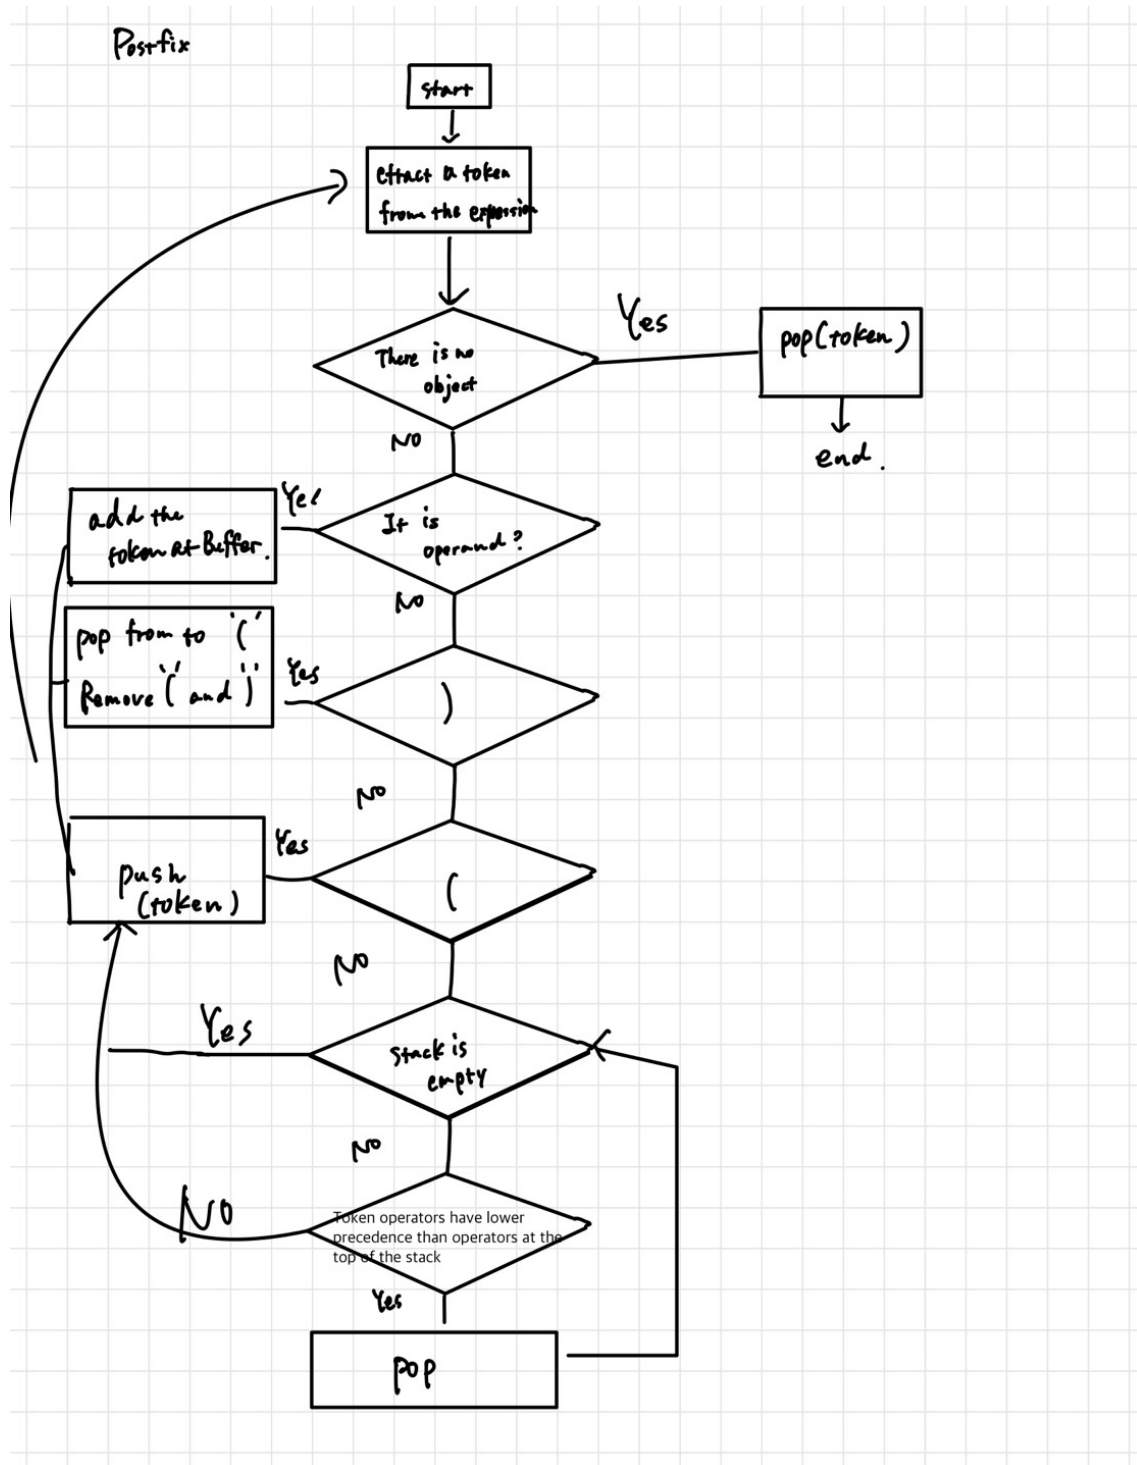 Postfix
start
extract a token
from the expession
There is no
object
Yes
pop(token)
end.
NO
It is
operand?
Yes
add the
token at Buffer.
NO
)
Yes
pop from to '('
Remove '(' and ')'
NO
(
Yes
push
(token)
NO
Stack is
empty
Yes
NO
Token operators have lower
precedence than operators at the
top of the stack
NO
Yes
pop